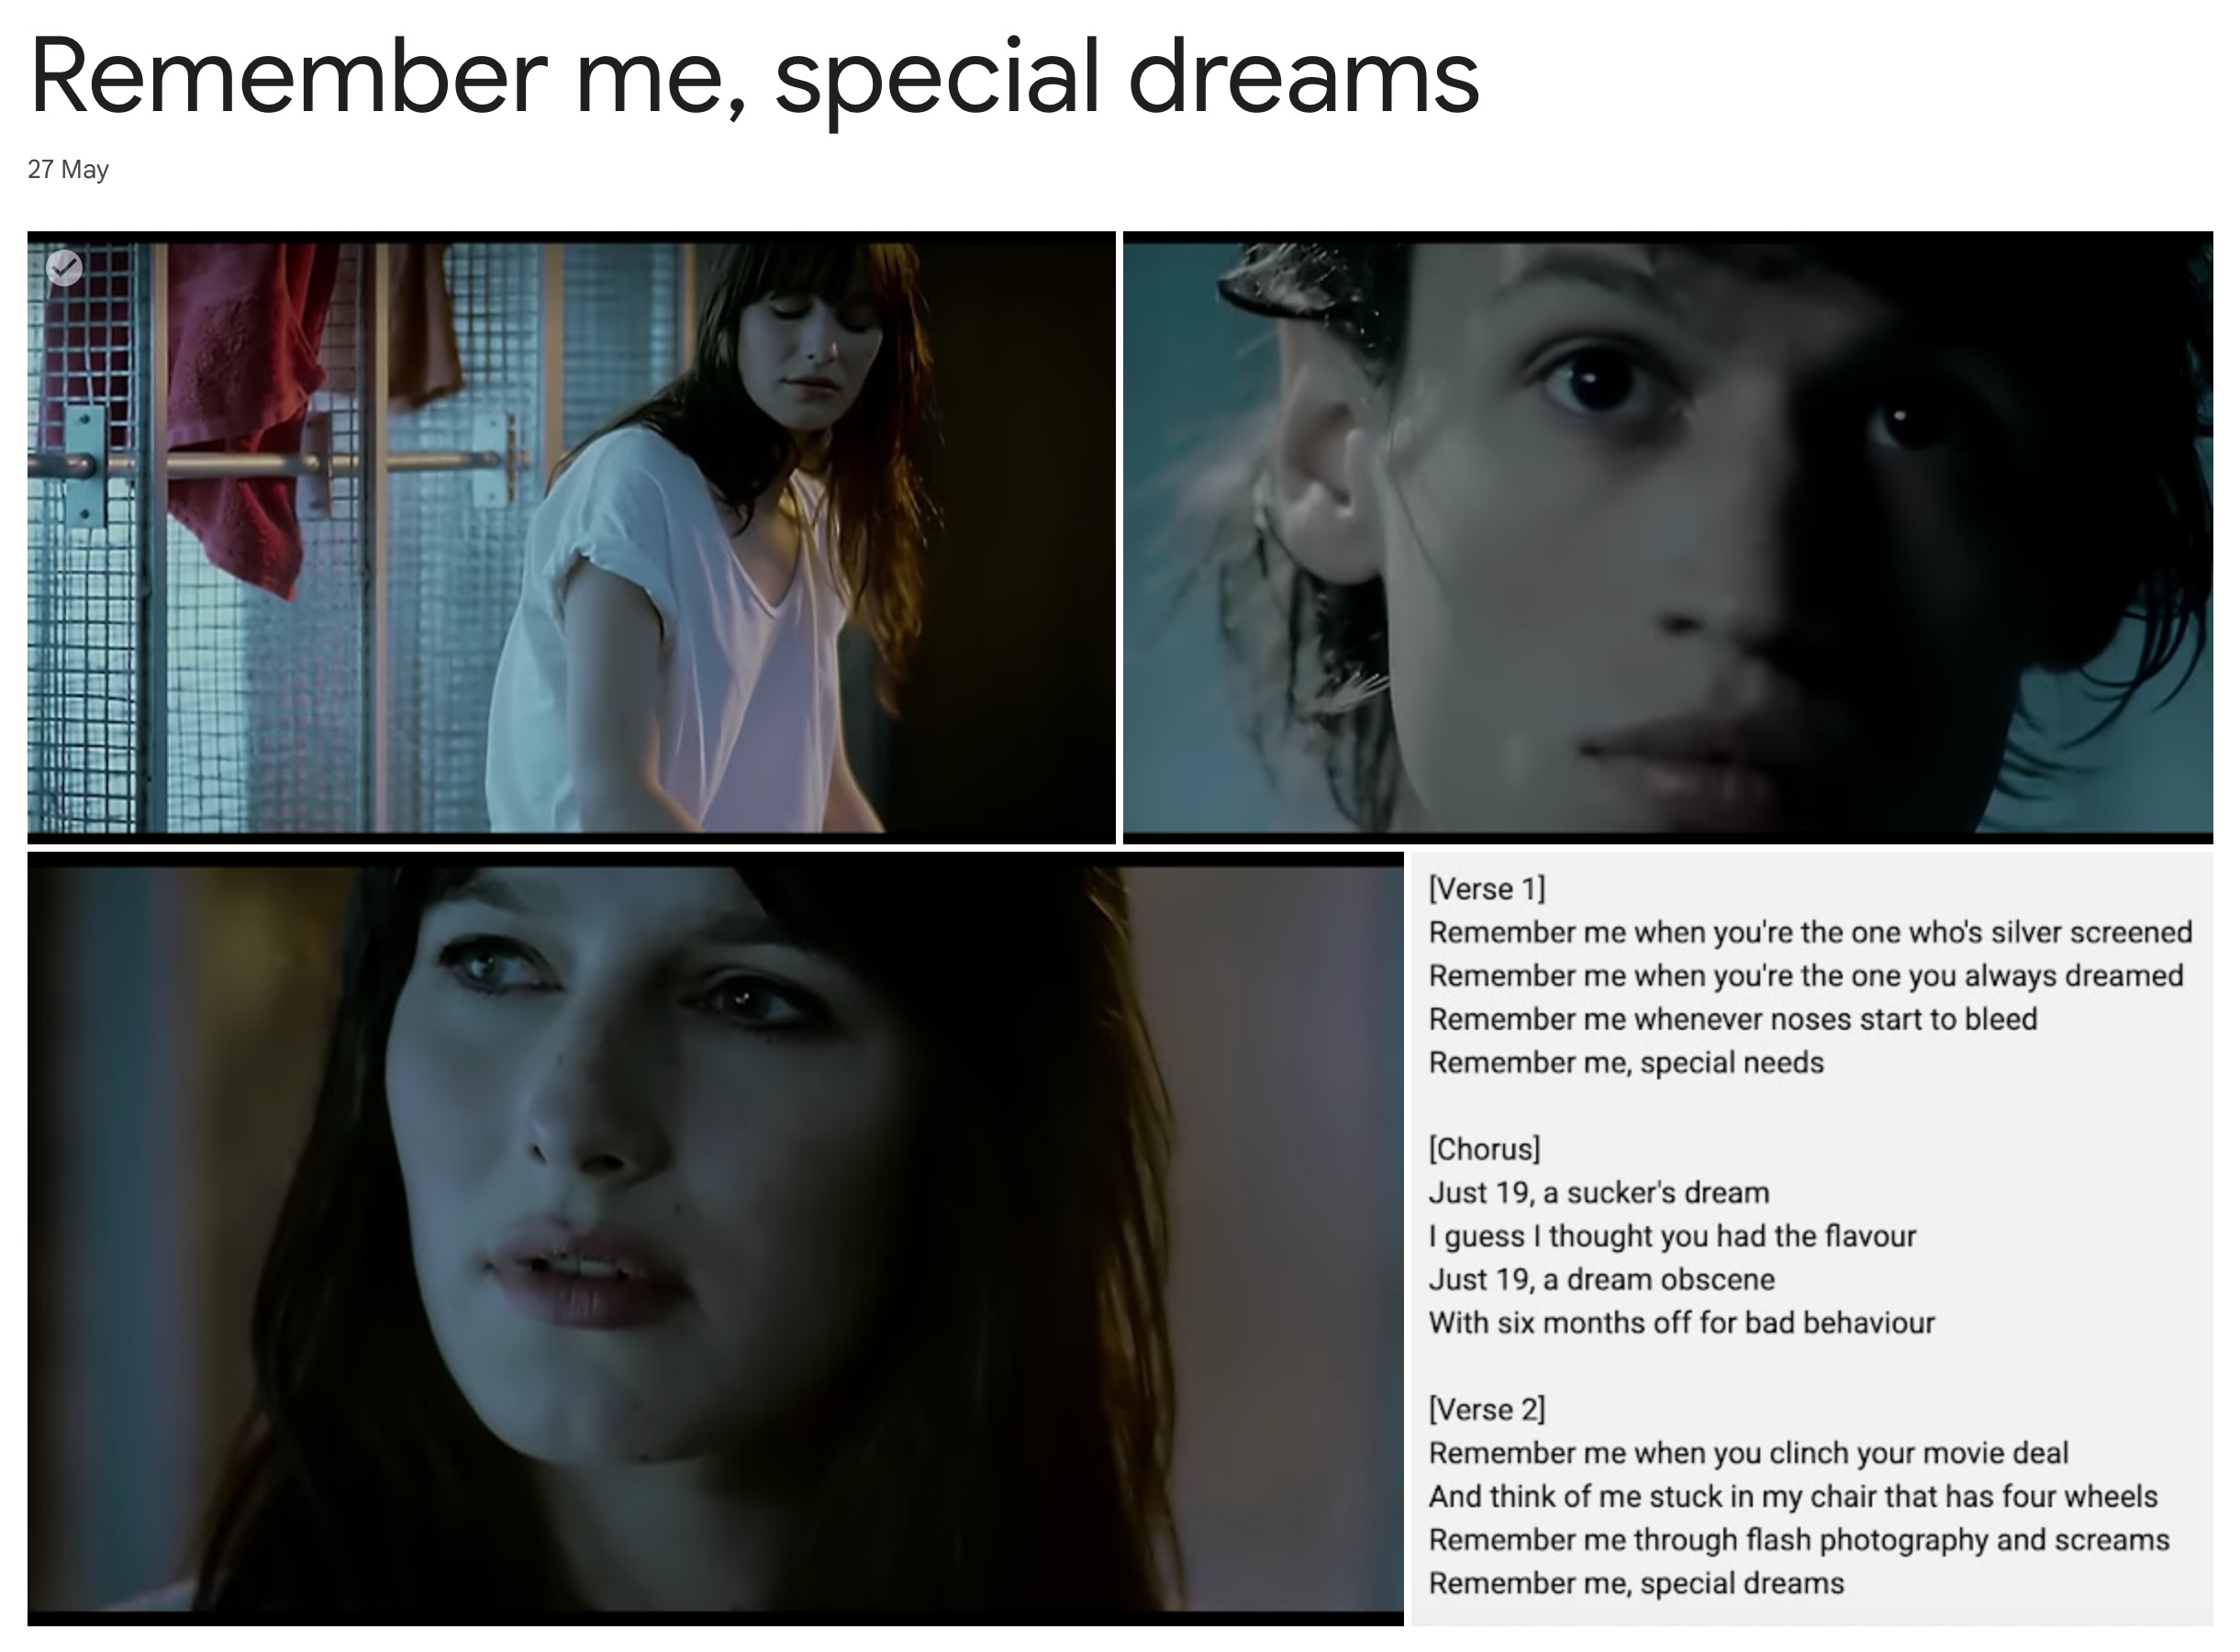 Remember me, special dreams
27 May
[Verse 1]
Remember me when you're the one who's silver screened
Remember me when you're the one you always dreamed
Remember me whenever noses start to bleed
Remember me, special needs
[Chorus]
Just 19, a sucker's dream
I guess I thought you had the flavour
Just 19, a dream obscene
With six months off for bad behaviour
[Verse 2]
Remember me when you clinch your movie deal
And think of me stuck in my chair that has four wheels
Remember me through flash photography and screams
Remember me, special dreams